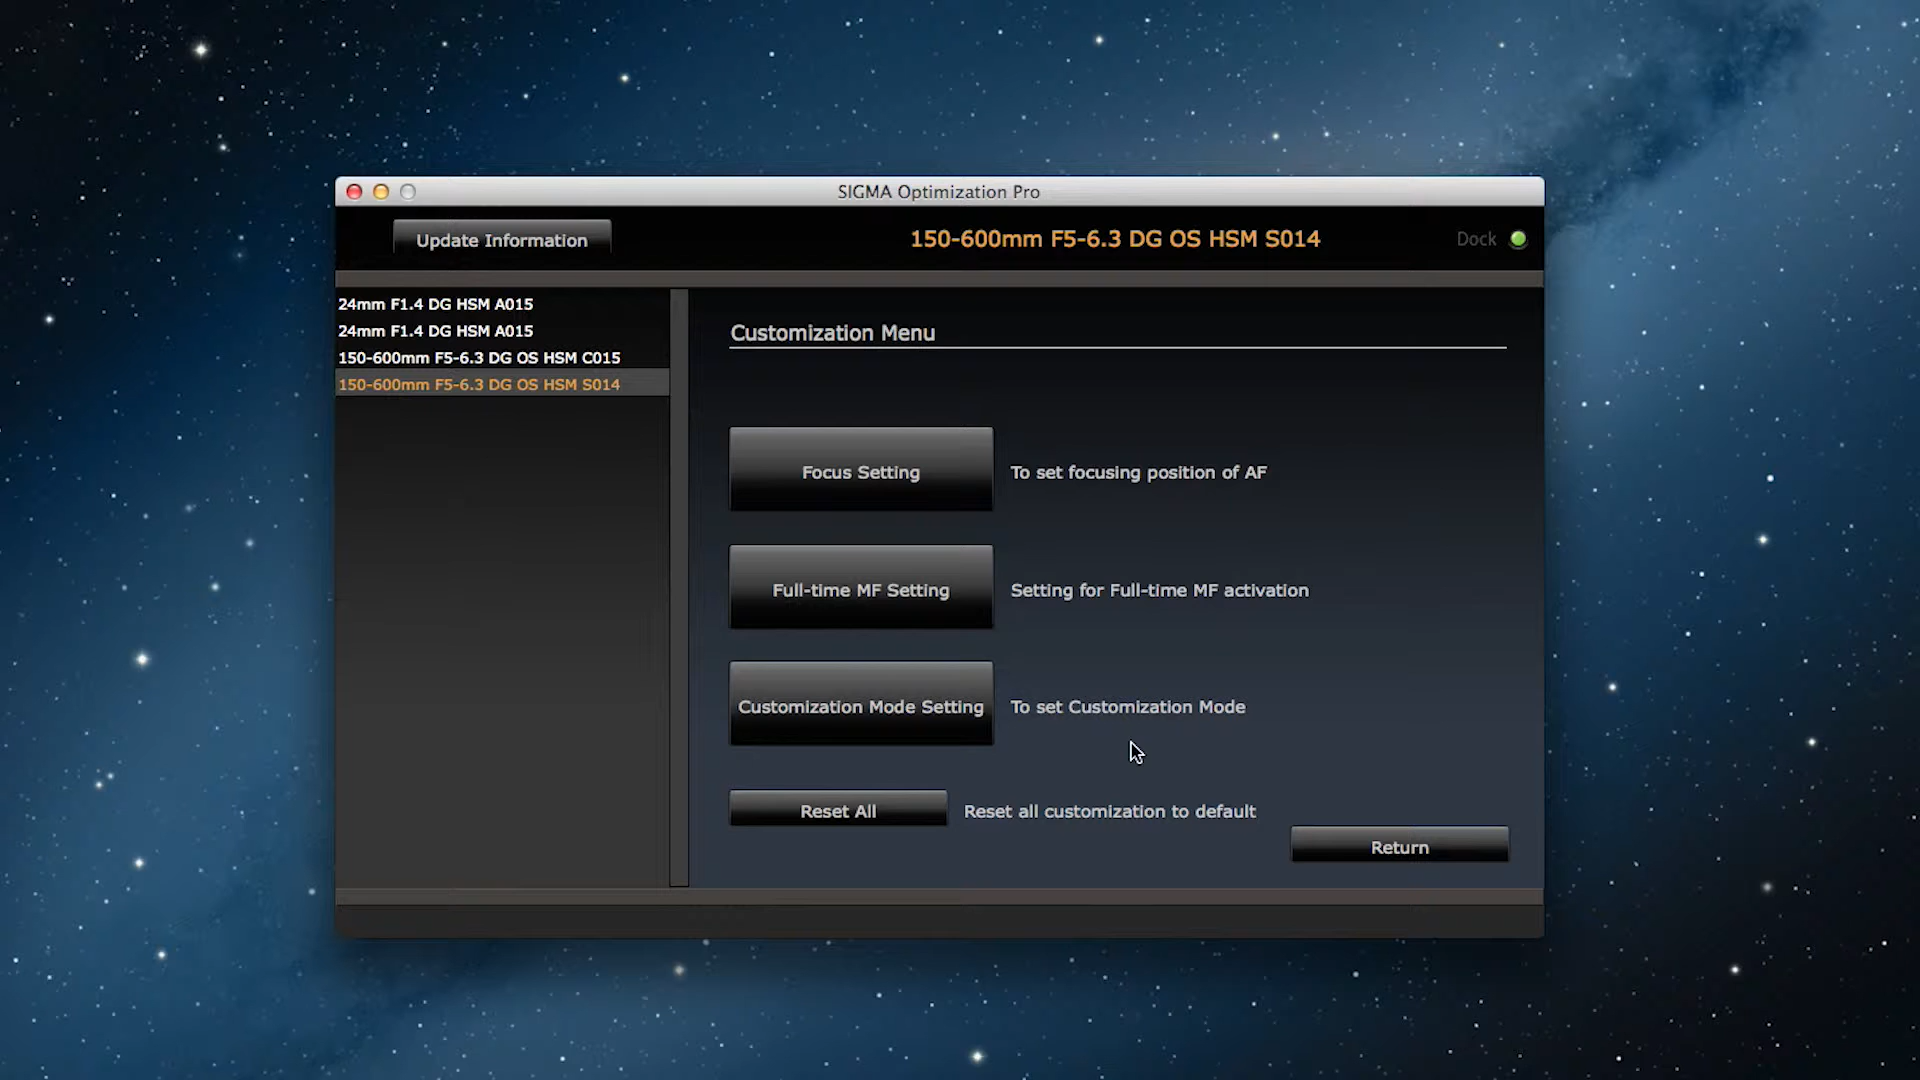 SIGMA Optimization Pro
Update Information
150-600mm F5-6.3 DG OS HSM S014
Dock
24mm F1.4 DG HSM A015
24mm F1.4 DG HSM A015
150-600mm F5-6.3 DG OS HSM C015
150-600mm F5-6.3 DG OS HSM S014
Customization Menu
Focus Setting
To set focusing position of AF
Full-time MF Setting
Setting for Full-time MF activation
Customization Mode Setting
To set Customization Mode
Reset All
Reset all customization to default
Return